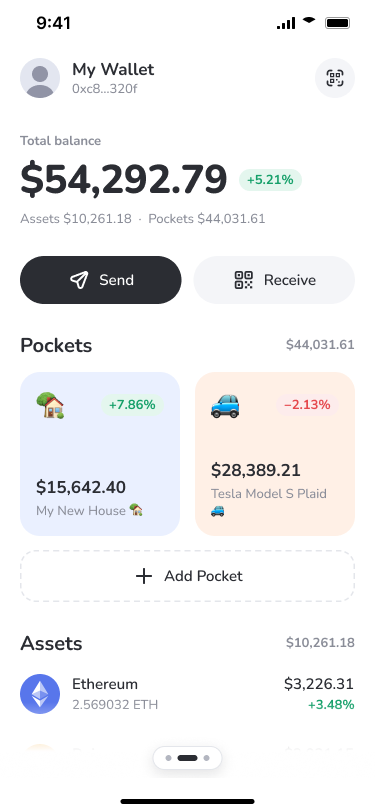 9:41
My Wallet
0xc8...320f
Total balance
$54,292.79 +5.21%
Assets $10,261.18 · Pockets $44,031.61
Send
Receive
Pockets $44,031.61
+7.86%
$15,642.40
My New House 🏡
−2.13%
$28,389.21
Tesla Model S Plaid
🚙
Add Pocket
Assets $10,261.18
Ethereum $3,226.31
2.569032 ETH +3.48%